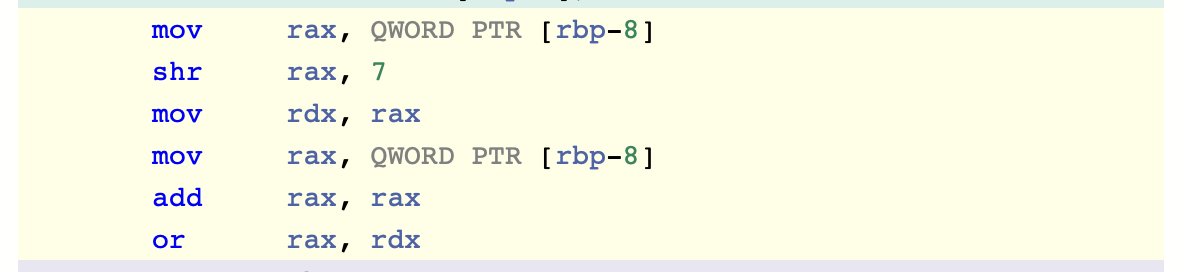 mov rax, QWORD PTR [rbp-8]
shr rax, 7
mov rdx, rax
mov rax, QWORD PTR [rbp-8]
add rax, rax
or rax, rdx